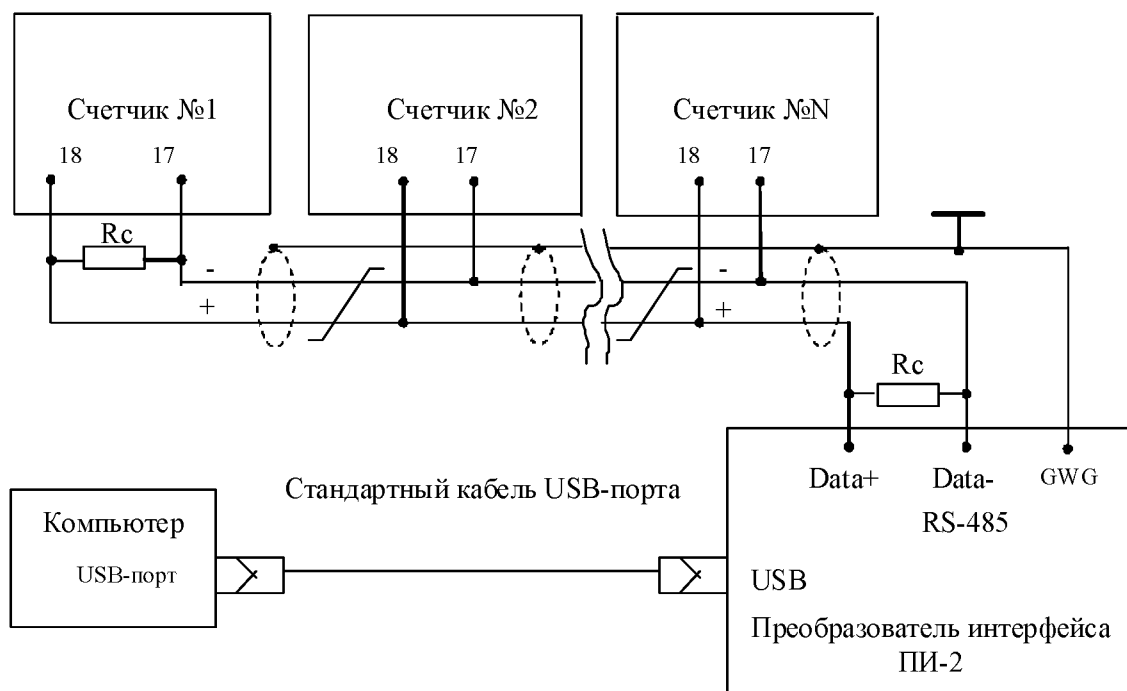 Счетчик №1
Счетчик №2
Счетчик №N
18 17
18 17
18 17
Rc
-
+
-
+
Rc
Data+ Data- GWG
RS-485
Стандартный кабель USB-порта
Компьютер
USB-порт
USB
Преобразователь интерфейса
ПИ-2